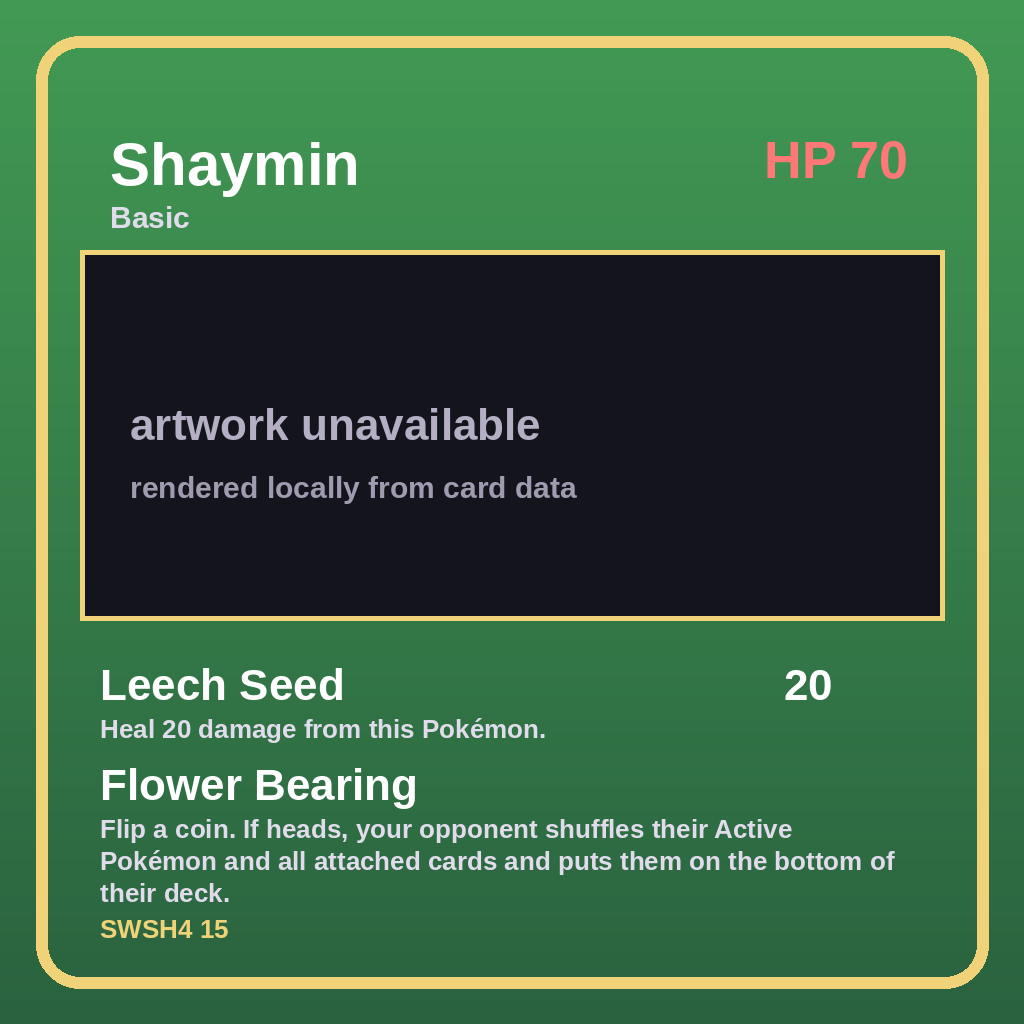 Shaymin
HP 70
Basic
artwork unavailable
rendered locally from card data
Leech Seed
20
Heal 20 damage from this Pokémon.
Flower Bearing
Flip a coin. If heads, your opponent shuffles their Active
Pokémon and all attached cards and puts them on the bottom of
their deck.
SWSH4 15